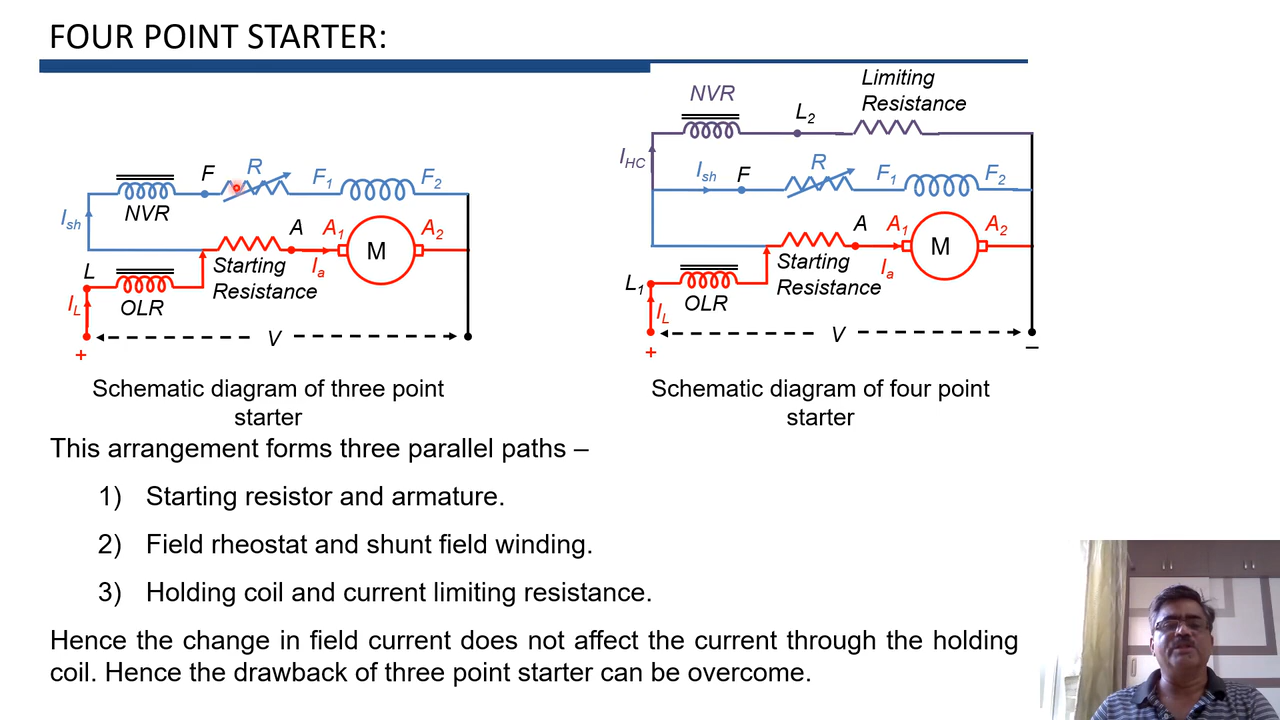 FOUR POINT STARTER:
NVR
F
R
F1
F2
Ish
A
A1
A2
M
L
Starting
Resistance
Ia
IL
OLR
V
+
Schematic diagram of three point
starter
NVR
L2
Limiting
Resistance
IHC
Ish
F
R
F1
F2
A
A1
A2
M
L1
Starting
Resistance
Ia
IL
OLR
V
+
–
Schematic diagram of four point
starter
This arrangement forms three parallel paths –
1) Starting resistor and armature.
2) Field rheostat and shunt field winding.
3) Holding coil and current limiting resistance.
Hence the change in field current does not affect the current through the holding
coil. Hence the drawback of three point starter can be overcome.